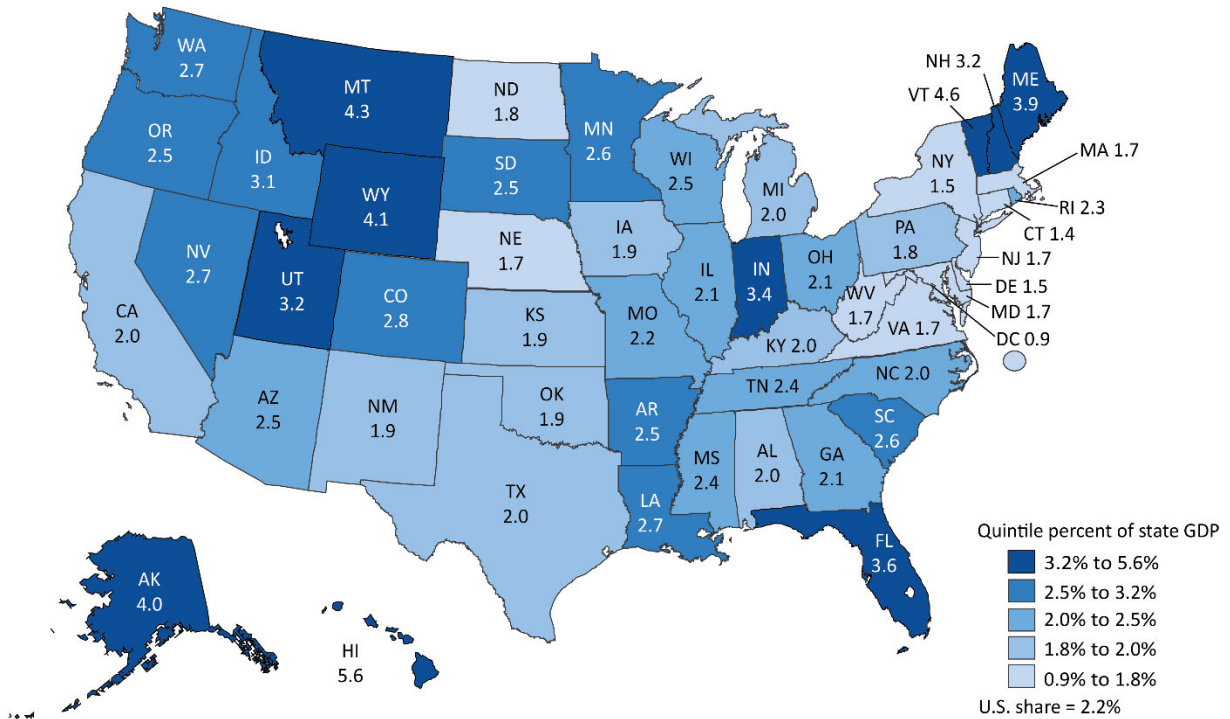 WA
2.7
OR
2.5
CA
2.0
NV
2.7
ID
3.1
MT
4.3
WY
4.1
UT
3.2
CO
2.8
AZ
2.5
NM
1.9
ND
1.8
SD
2.5
NE
1.7
KS
1.9
OK
1.9
TX
2.0
MN
2.6
IA
1.9
MO
2.2
AR
2.5
LA
2.7
WI
2.5
IL
2.1
MI
2.0
IN
3.4
OH
2.1
KY 2.0
TN 2.4
MS
2.4
AL
2.0
GA
2.1
FL
3.6
SC
2.6
NC 2.0
VA 1.7
WV
1.7
PA
1.8
NY
1.5
NH 3.2
VT 4.6
ME
3.9
MA 1.7
RI 2.3
CT 1.4
NJ 1.7
DE 1.5
MD 1.7
DC 0.9
AK
4.0
HI
5.6
Quintile percent of state GDP
3.2% to 5.6%
2.5% to 3.2%
2.0% to 2.5%
1.8% to 2.0%
0.9% to 1.8%
U.S. share = 2.2%